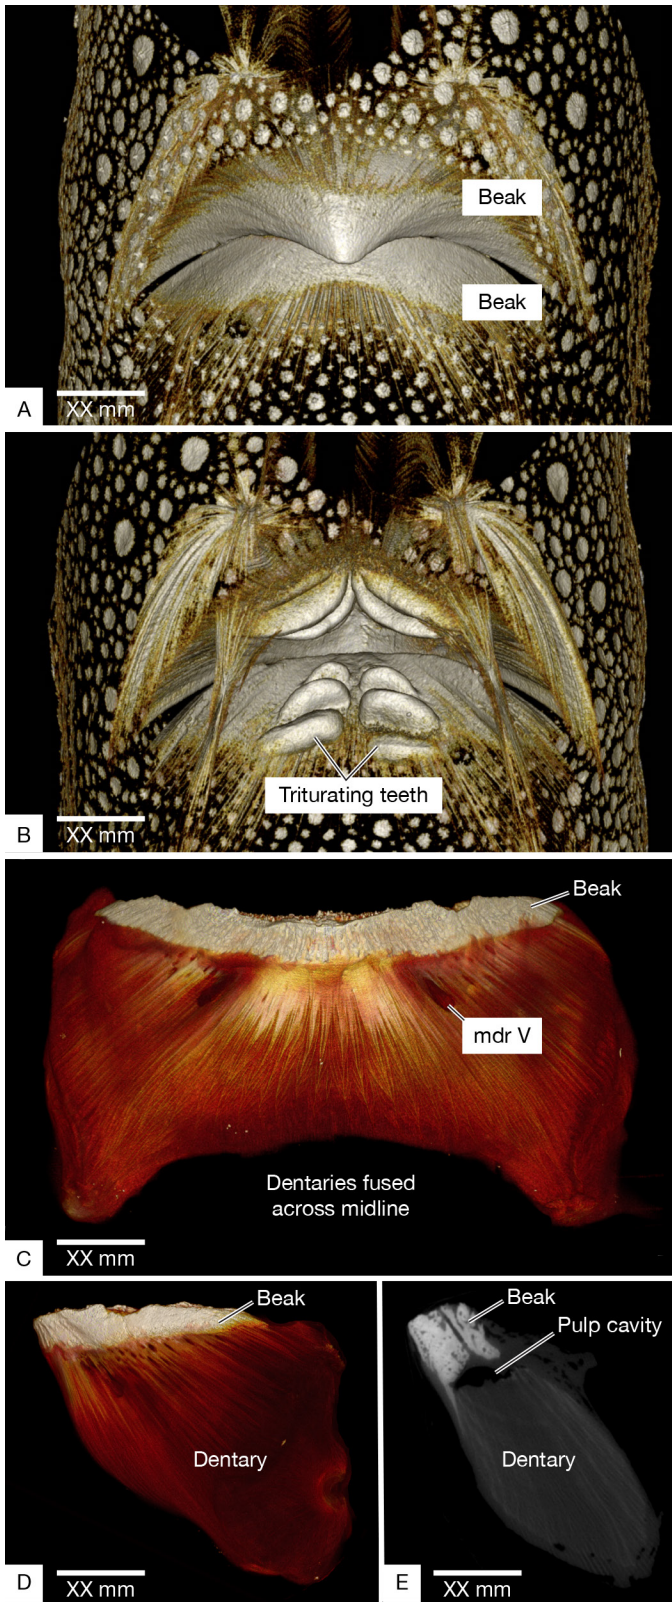 Beak
Beak
A
XX mm
Triturating teeth
B
XX mm
Beak
mdr V
Dentaries fused
across midline
C
XX mm
Beak
Dentary
D
XX mm
Beak
Pulp cavity
Dentary
E
XX mm